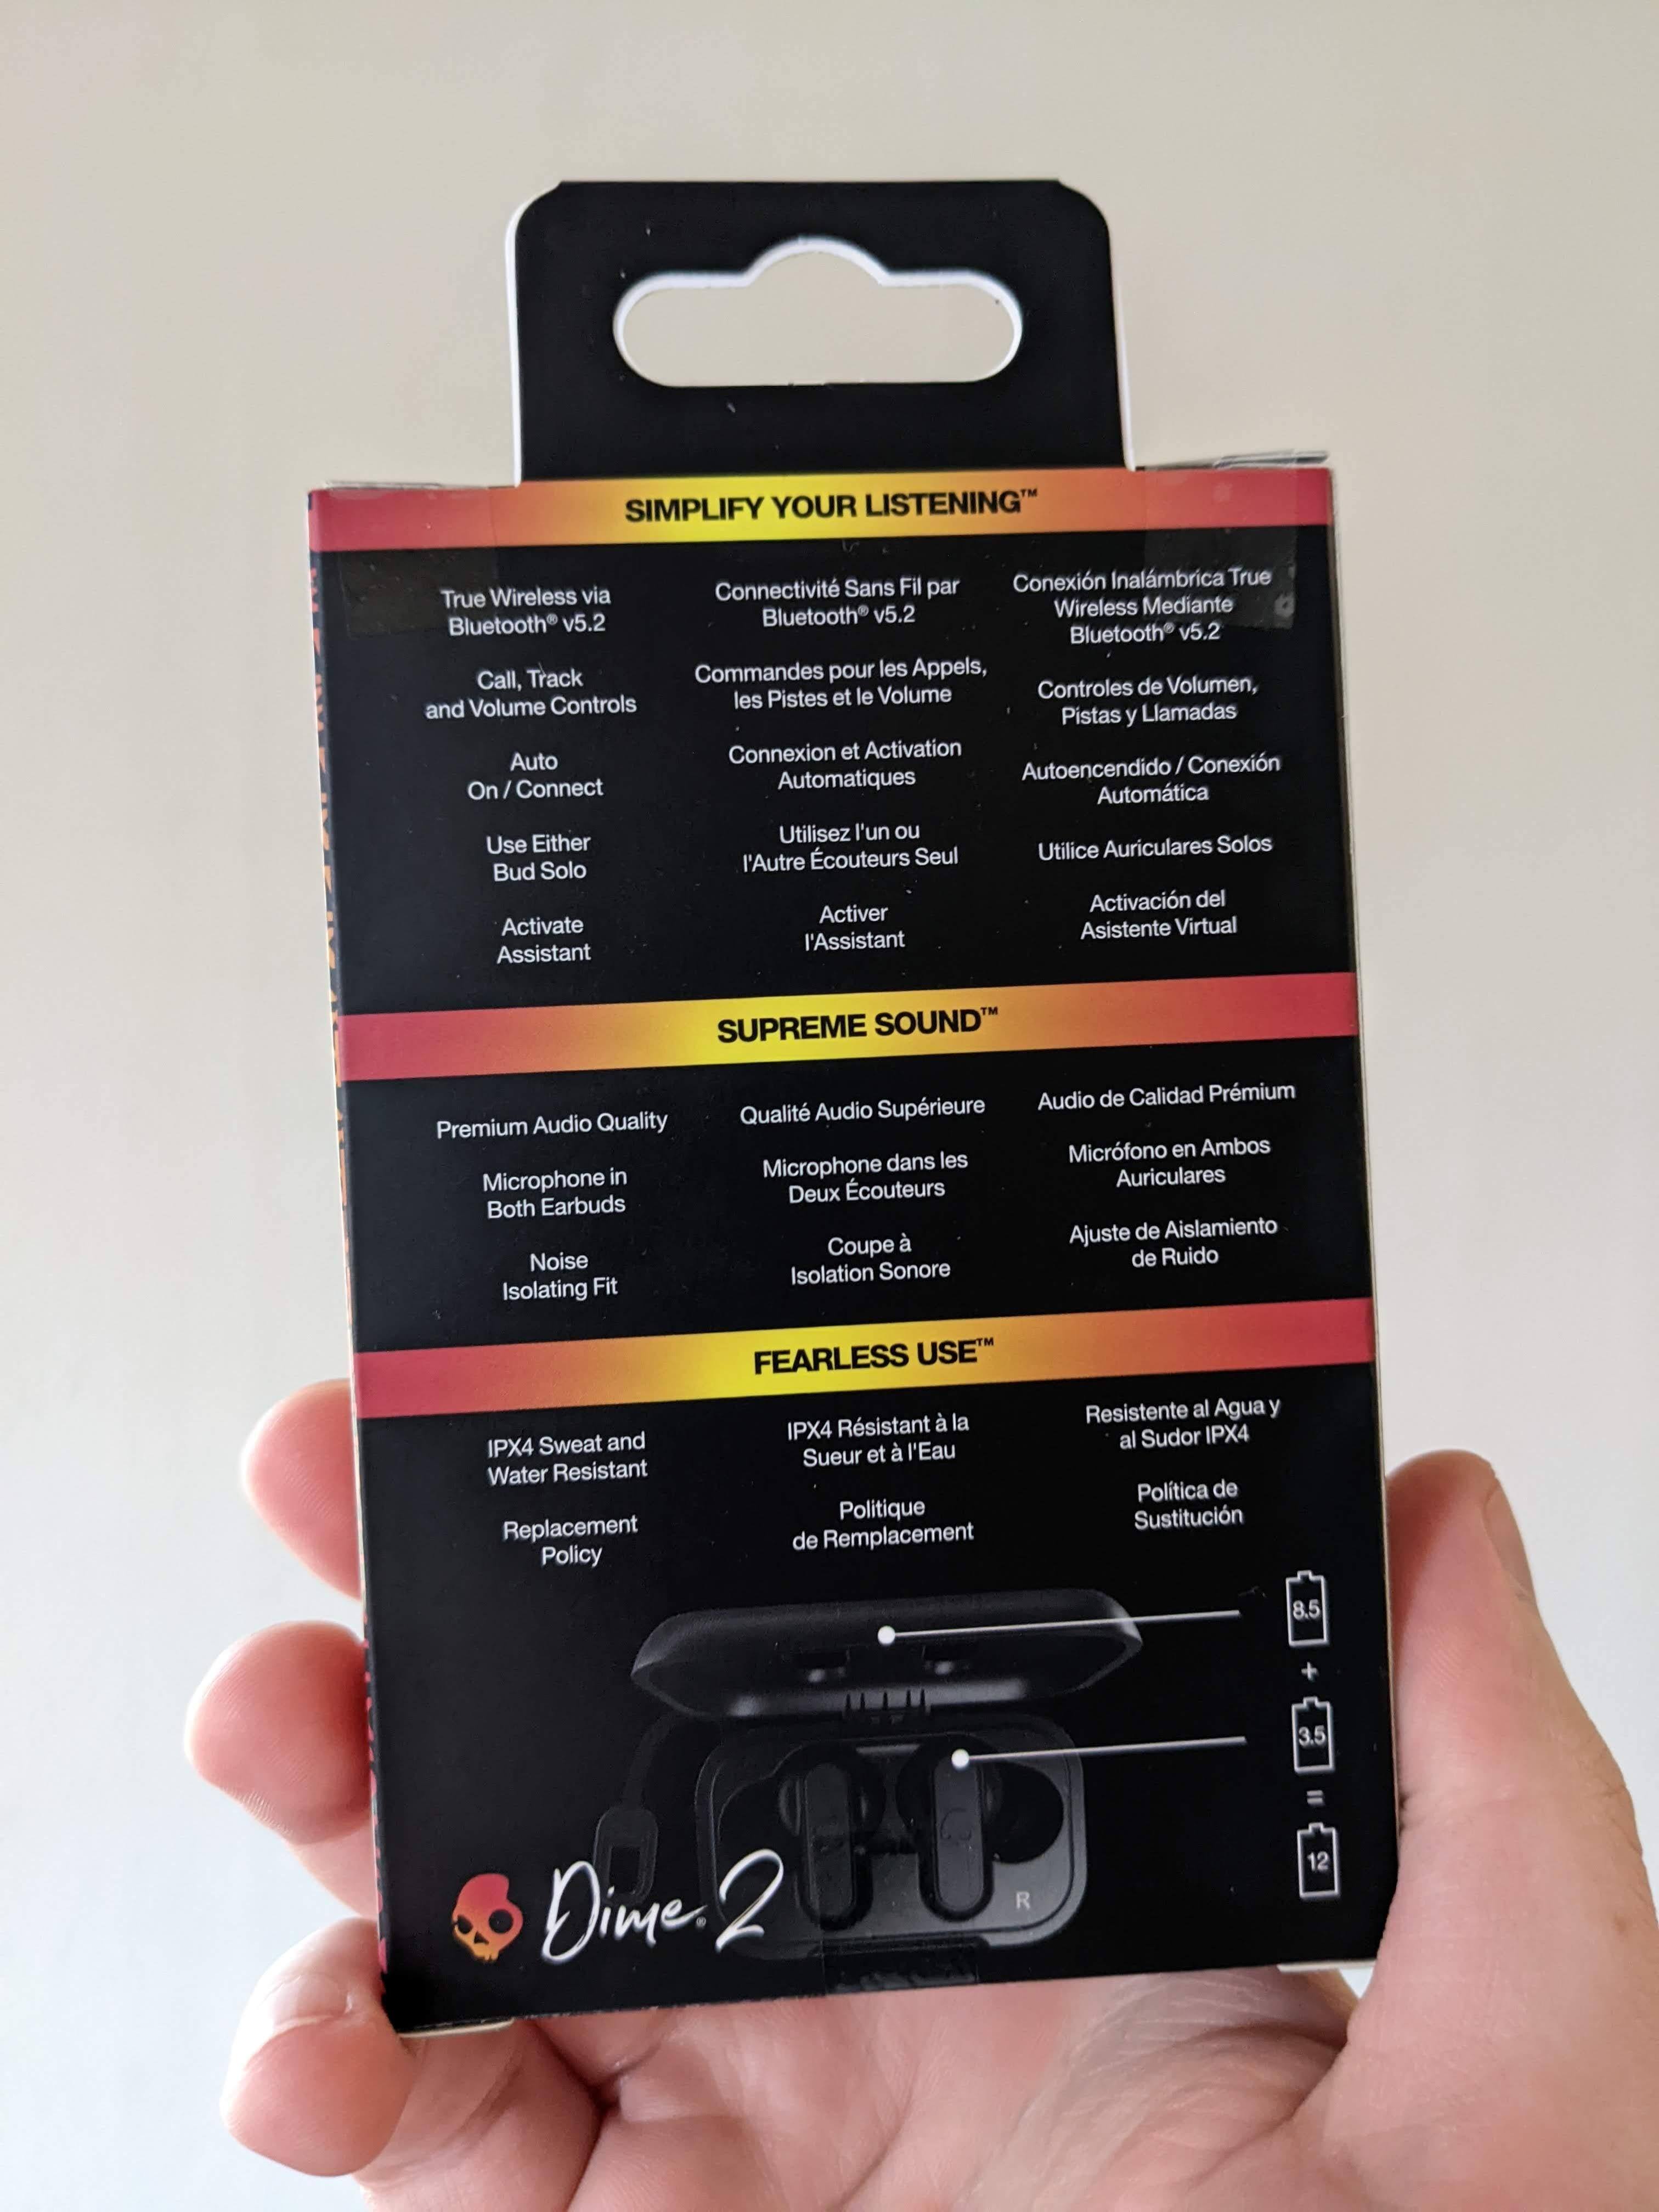 SIMPLIFY YOUR LISTENING™
True Wireless via
Bluetooth® v5.2
Call, Track
and Volume Controls
Auto
On / Connect
Use Either
Bud Solo
Activate
Assistant
Connectivité Sans Fil par
Bluetooth® v5.2
Commandes pour les Appels,
les Pistes et le Volume
Connexion et Activation
Automatiques
Utilisez l'un ou
l'Autre Écouteurs Seul
Activer
l'Assistant
Conexión Inalámbrica True
Wireless Mediante
Bluetooth® v5.2
Controles de Volumen,
Pistas y Llamadas
Autoencendido / Conexión
Automática
Utilice Auriculares Solos
Activación del
Asistente Virtual
SUPREME SOUND™
Premium Audio Quality
Microphone in
Both Earbuds
Noise
Isolating Fit
Qualité Audio Supérieure
Microphone dans les
Deux Écouteurs
Coupe à
Isolation Sonore
Audio de Calidad Prémium
Micrófono en Ambos
Auriculares
Ajuste de Aislamiento
de Ruido
FEARLESS USE™
IPX4 Sweat and
Water Resistant
Replacement
Policy
IPX4 Résistant à la
Sueur et à l'Eau
Politique
de Remplacement
Resistente al Agua y
al Sudor IPX4
Política de
Sustitución
8.5
+
3.5
=
12
R
Dime® 2